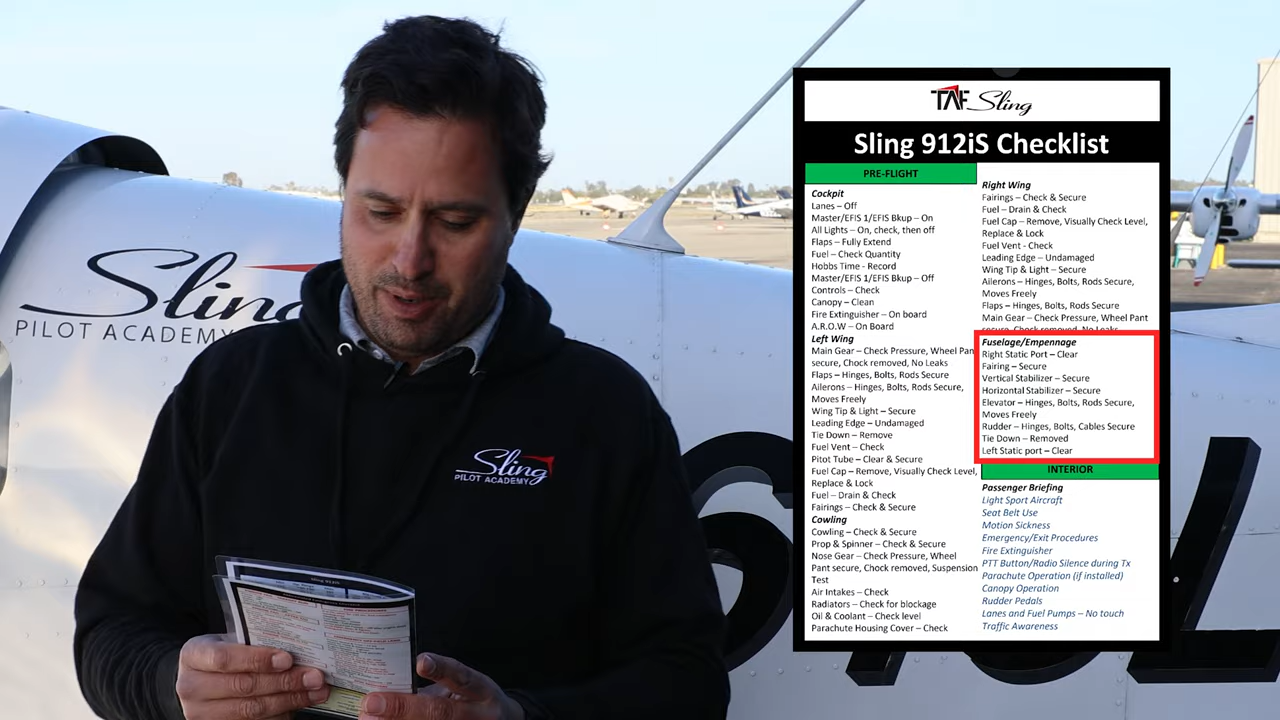 Sling
PILOT ACADEMY
Sling
PILOT ACADEMY
TAF Sling
Sling 912iS Checklist
PRE-FLIGHT
Cockpit
Lanes – Off
Master/EFIS 1/EFIS Bkup – On
All Lights – On, check, then off
Flaps – Fully Extend
Fuel – Check Quantity
Hobbs Time - Record
Master/EFIS 1/EFIS Bkup – Off
Controls – Check
Canopy – Clean
Fire Extinguisher – On board
A.R.O.W – On Board
Left Wing
Main Gear – Check Pressure, Wheel Pan
secure, Chock removed, No Leaks
Flaps – Hinges, Bolts, Rods Secure
Ailerons – Hinges, Bolts, Rods Secure,
Moves Freely
Wing Tip & Light – Secure
Leading Edge – Undamaged
Tie Down – Remove
Fuel Vent – Check
Pitot Tube – Clear & Secure
Fuel Cap – Remove, Visually Check Level,
Replace & Lock
Fuel – Drain & Check
Fairings – Check & Secure
Cowling
Cowling – Check & Secure
Prop & Spinner – Check & Secure
Nose Gear – Check Pressure, Wheel
Pant secure, Chock removed, Suspension
Test
Air Intakes – Check
Radiators – Check for blockage
Oil & Coolant – Check level
Parachute Housing Cover – Check
Right Wing
Fairings – Check & Secure
Fuel – Drain & Check
Fuel Cap – Remove, Visually Check Level,
Replace & Lock
Fuel Vent - Check
Leading Edge – Undamaged
Wing Tip & Light – Secure
Ailerons – Hinges, Bolts, Rods Secure,
Moves Freely
Flaps – Hinges, Bolts, Rods Secure
Main Gear – Check Pressure, Wheel Pant
secure, Chock removed, No Leaks
Fuselage/Empennage
Right Static Port – Clear
Fairing – Secure
Vertical Stabilizer – Secure
Horizontal Stabilizer – Secure
Elevator – Hinges, Bolts, Rods Secure,
Moves Freely
Rudder – Hinges, Bolts, Cables Secure
Tie Down – Removed
Left Static port – Clear
INTERIOR
Passenger Briefing
Light Sport Aircraft
Seat Belt Use
Motion Sickness
Emergency/Exit Procedures
Fire Extinguisher
PTT Button/Radio Silence during Tx
Parachute Operation (if installed)
Canopy Operation
Rudder Pedals
Lanes and Fuel Pumps – No touch
Traffic Awareness